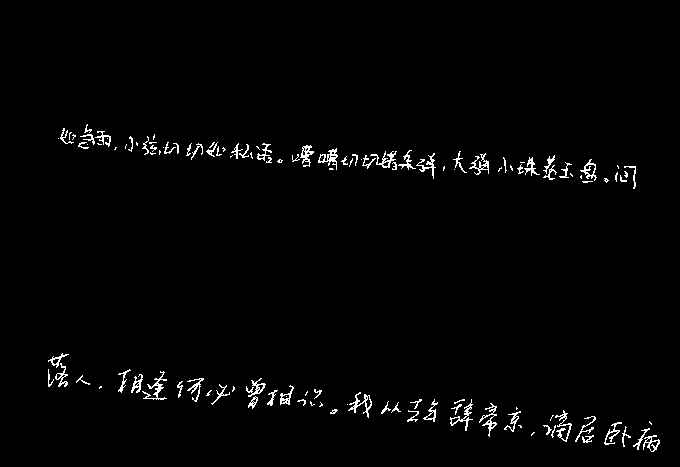 如急雨，小弦切切如私语。嘈嘈切切错杂弹，大珠小珠落玉盘。间
落人，相逢何必曾相识。我从去年辞帝京，谪居卧病